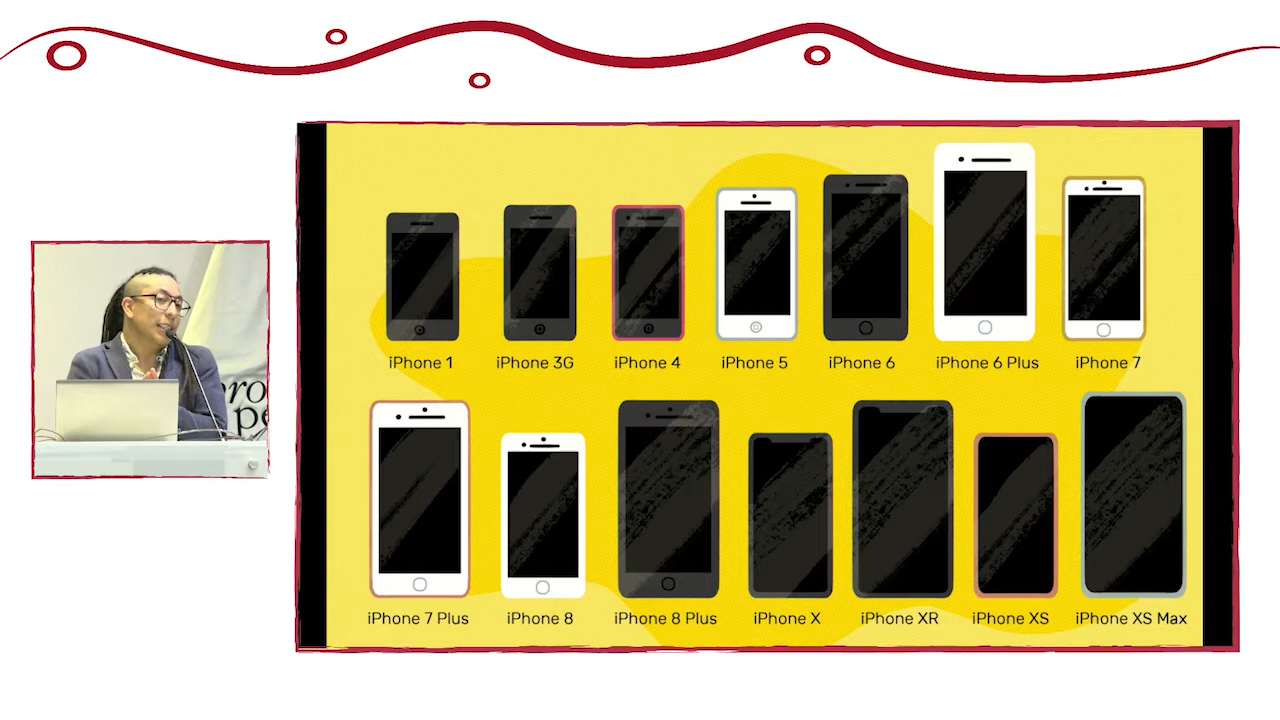 iPhone 1
iPhone 3G
iPhone 4
iPhone 5
iPhone 6
iPhone 6 Plus
iPhone 7
iPhone 7 Plus
iPhone 8
iPhone 8 Plus
iPhone X
iPhone XR
iPhone XS
iPhone XS Max